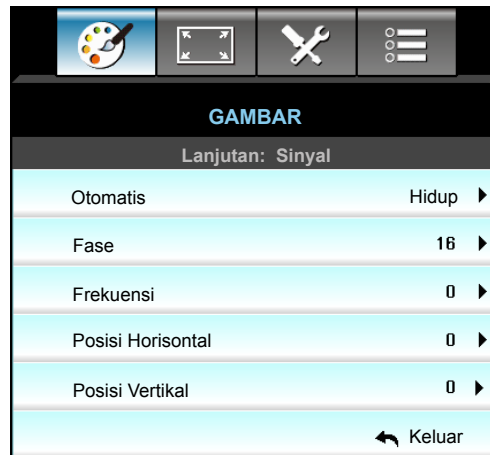 GAMBAR
Lanjutan: Sinyal
Otomatis Hidup
Fase 16
Frekuensi 0
Posisi Horisontal 0
Posisi Vertikal 0
Keluar